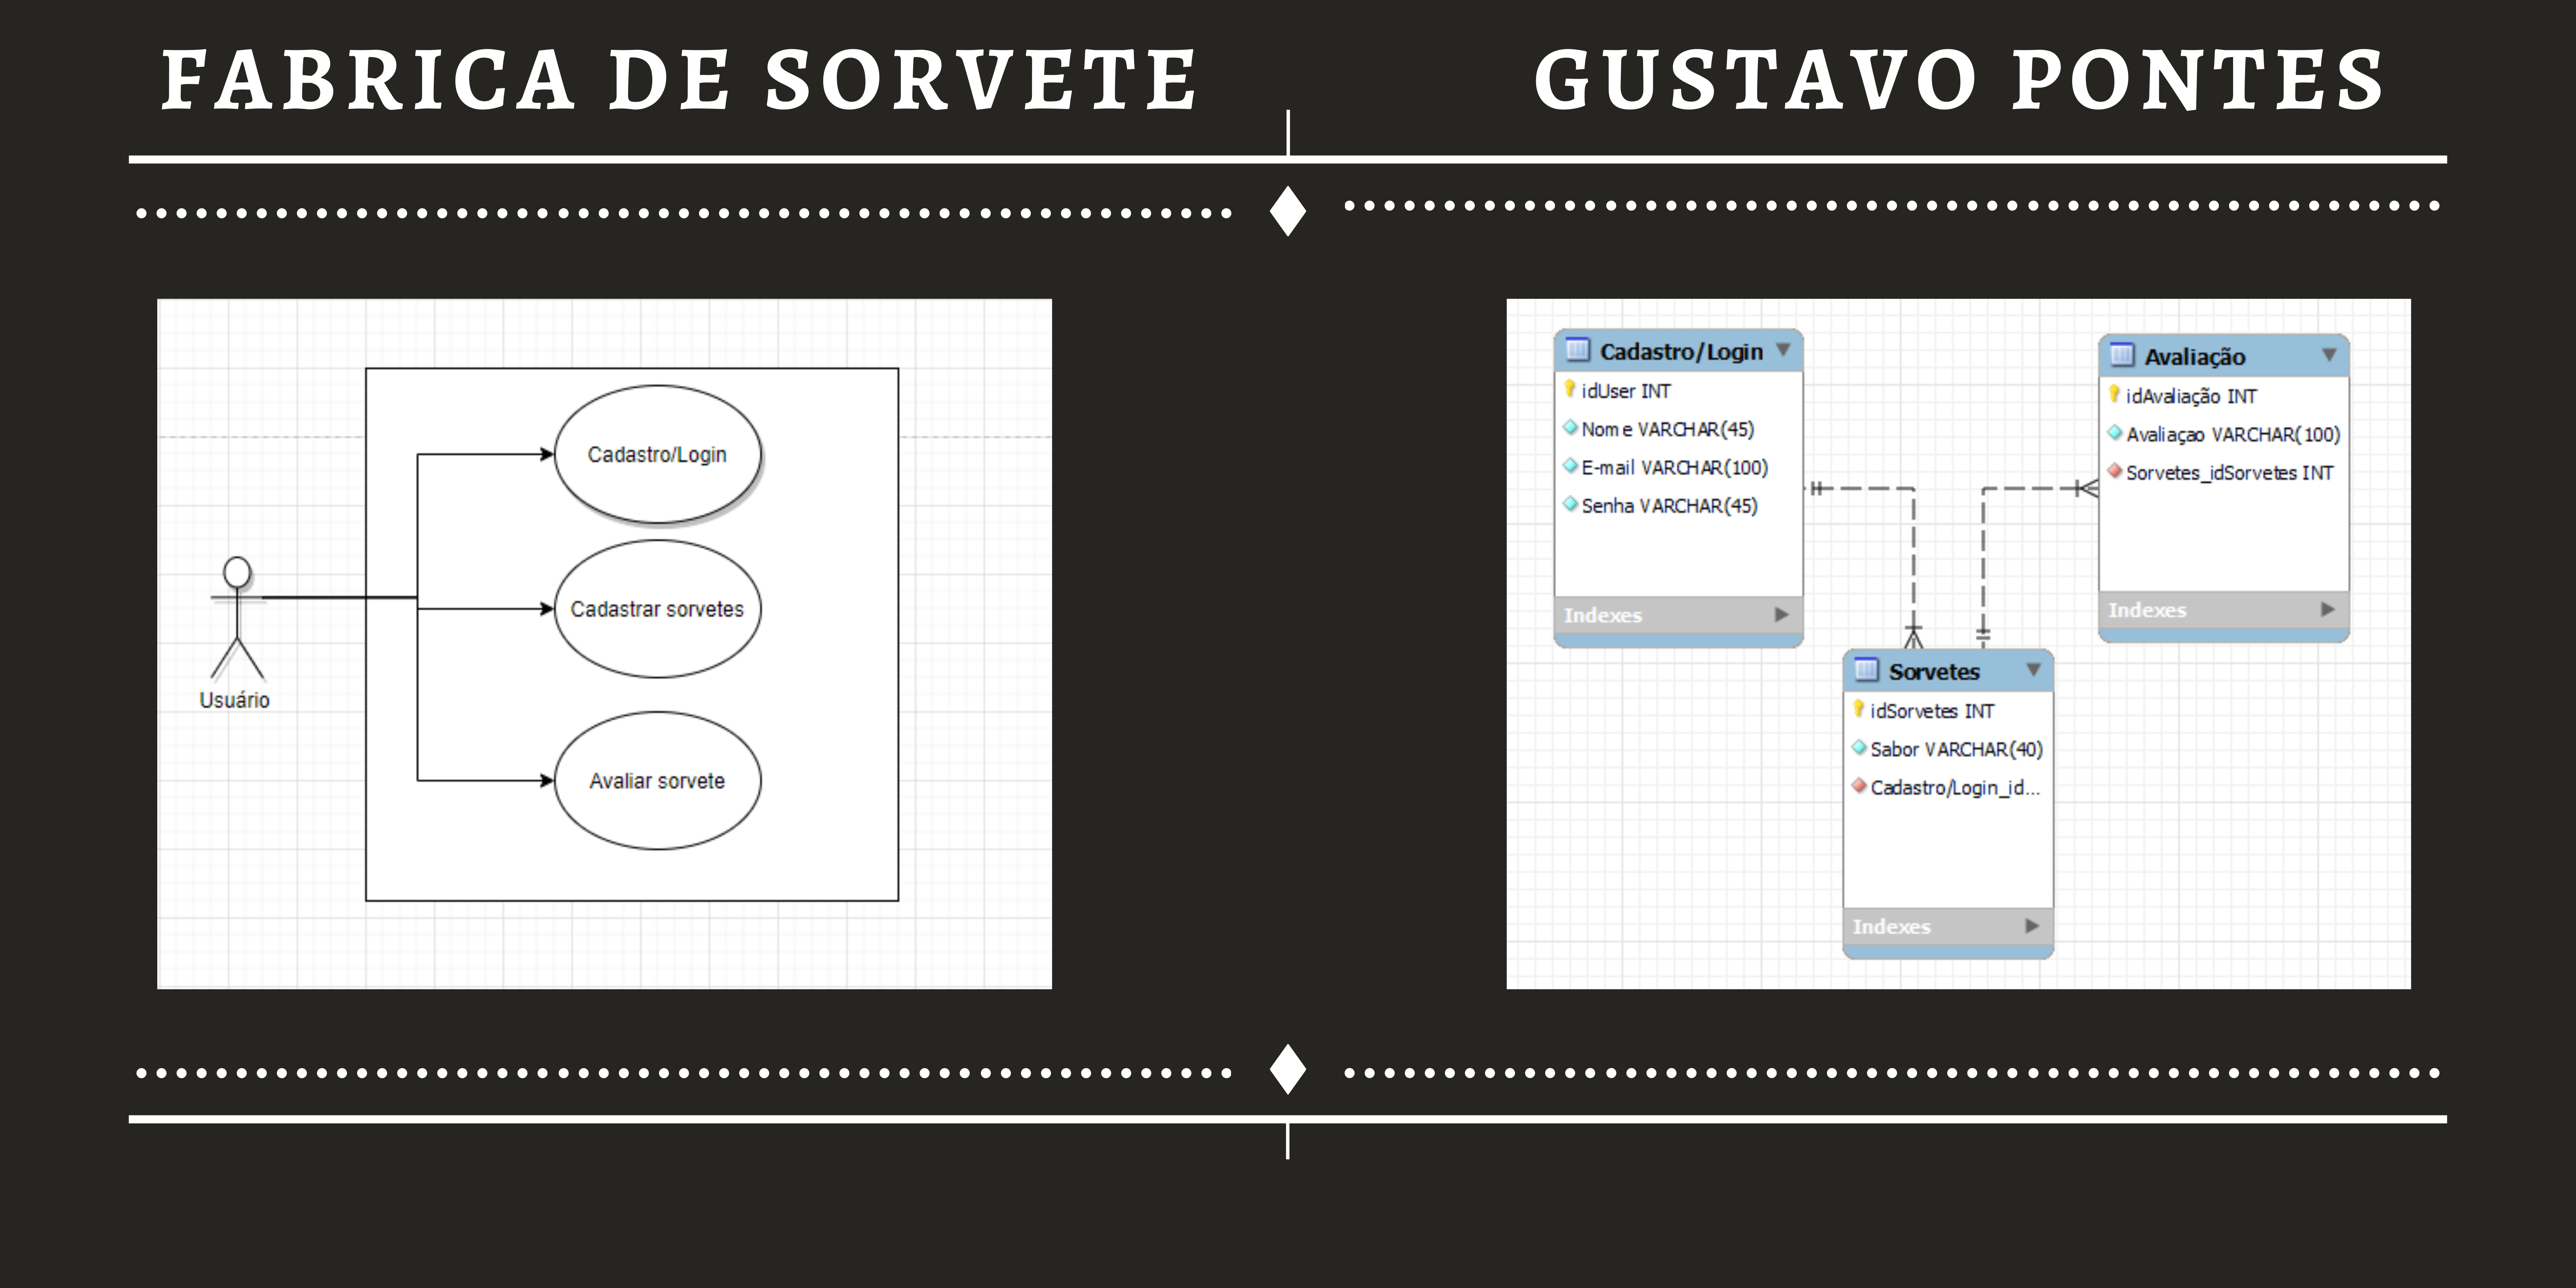 FABRICA DE SORVETE
GUSTAVO PONTES
Cadastro/Login
Cadastrar sorvetes
Avaliar sorvete
Usuário
Cadastro/Login
idUser INT
Nome VARCHAR(45)
E-mail VARCHAR(100)
Senha VARCHAR(45)
Indexes
Avaliação
idAvaliação INT
Avaliaçao VARCHAR(100)
Sorvetes_idSorvetes INT
Indexes
Sorvetes
idSorvetes INT
Sabor VARCHAR(40)
Cadastro/Login_id...
Indexes